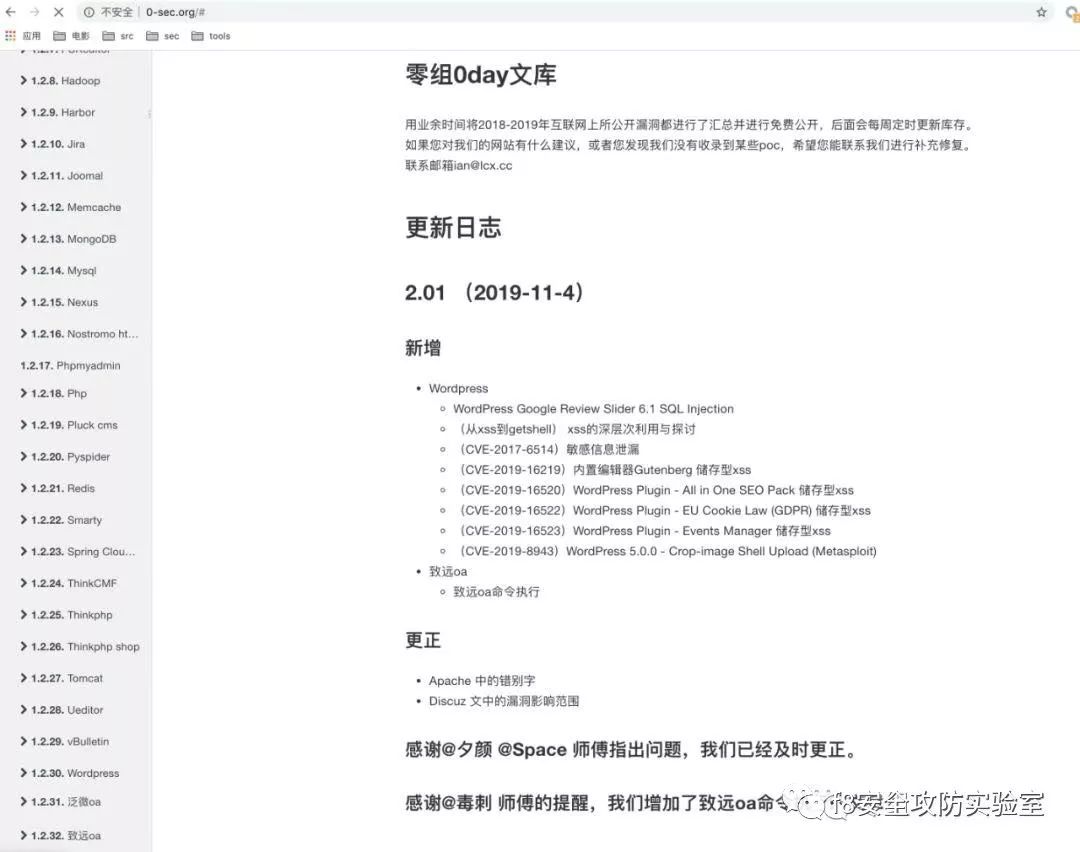 不安全 | 0-sec.org/#
应用 电影 src sec tools
1.2.8. Hadoop
1.2.9. Harbor
1.2.10. Jira
1.2.11. Joomal
1.2.12. Memcache
1.2.13. MongoDB
1.2.14. Mysql
1.2.15. Nexus
1.2.16. Nostromo ht...
1.2.17. Phpmyadmin
1.2.18. Php
1.2.19. Pluck cms
1.2.20. Pyspider
1.2.21. Redis
1.2.22. Smarty
1.2.23. Spring Clou...
1.2.24. ThinkCMF
1.2.25. Thinkphp
1.2.26. Thinkphp shop
1.2.27. Tomcat
1.2.28. Ueditor
1.2.29. vBulletin
1.2.30. Wordpress
1.2.31. 泛微oa
1.2.32. 致远oa
零组0day文库
用业余时间将2018-2019年互联网上所公开漏洞都进行了汇总并进行免费公开，后面会每周定时更新库存。
如果您对我们的网站有什么建议，或者您发现我们没有收录到某些poc，希望您能联系我们进行补充修复。
联系邮箱ian@lcx.cc
更新日志
2.01 （2019-11-4）
新增
• Wordpress
WordPress Google Review Slider 6.1 SQL Injection
（从xss到getshell） xss的深层次利用与探讨
（CVE-2017-6514）敏感信息泄漏
（CVE-2019-16219）内置编辑器Gutenberg 储存型xss
（CVE-2019-16520）WordPress Plugin - All in One SEO Pack 储存型xss
（CVE-2019-16522）WordPress Plugin - EU Cookie Law (GDPR) 储存型xss
（CVE-2019-16523）WordPress Plugin - Events Manager 储存型xss
（CVE-2019-8943）WordPress 5.0.0 - Crop-image Shell Upload (Metasploit)
• 致远oa
致远oa命令执行
更正
• Apache 中的错别字
• Discuz 文中的漏洞影响范围
感谢@夕颜 @Space 师傅指出问题，我们已经及时更正。
感谢@毒刺 师傅的提醒，我们增加了致远oa命令
f8安全攻防实验室